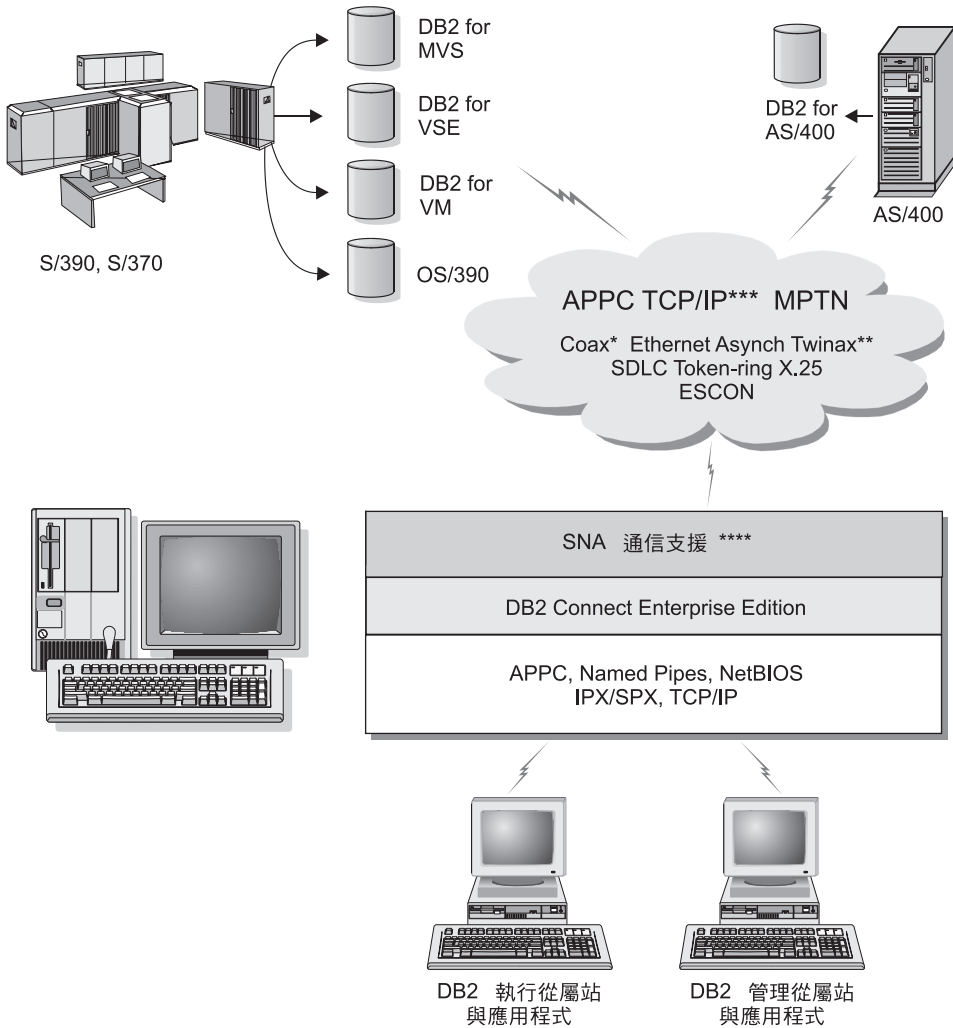 DB2 for
MVS
DB2 for
VSE
DB2 for
VM
OS/390
S/390, S/370
DB2 for
AS/400
AS/400
APPC TCP/IP*** MPTN
Coax* Ethernet Asynch Twinax**
SDLC Token-ring X.25
ESCON
SNA 通信支援 ****
DB2 Connect Enterprise Edition
APPC, Named Pipes, NetBIOS
IPX/SPX, TCP/IP
DB2 執行從屬站
與應用程式
DB2 管理從屬站
與應用程式